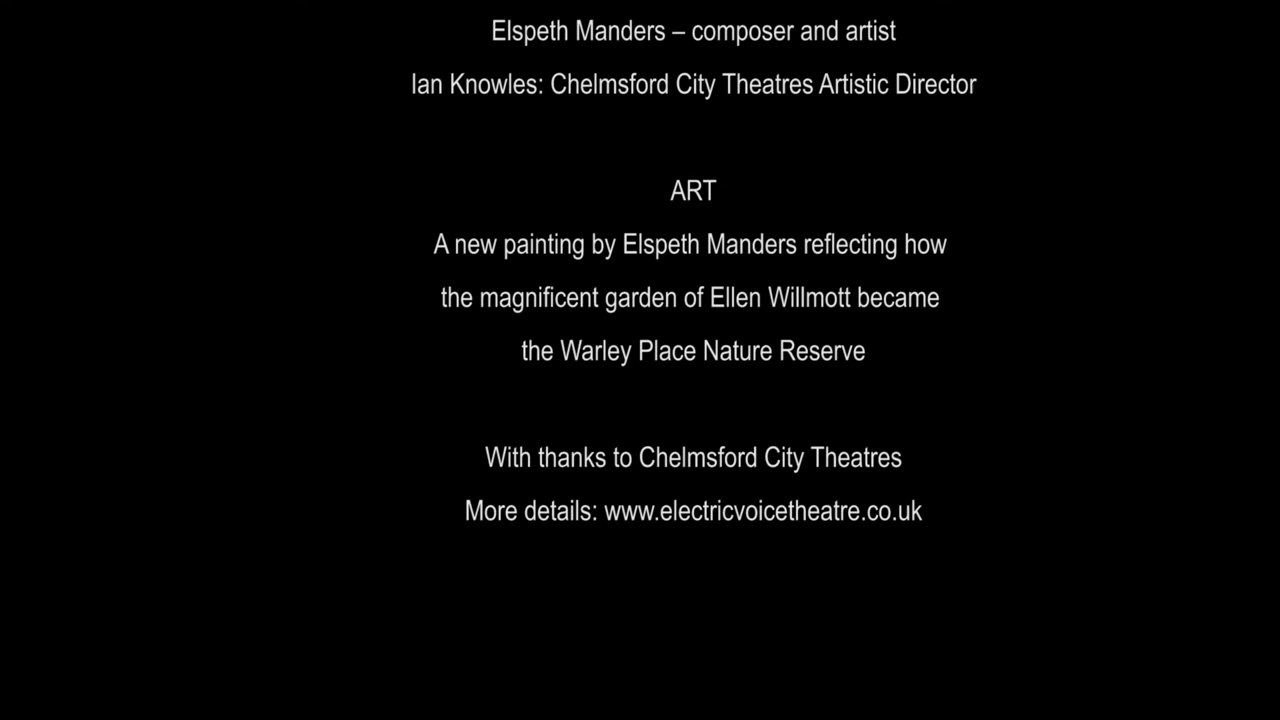 Elspeth Manders – composer and artist
Ian Knowles: Chelmsford City Theatres Artistic Director
ART
A new painting by Elspeth Manders reflecting how
the magnificent garden of Ellen Willmott became
the Warley Place Nature Reserve
With thanks to Chelmsford City Theatres
More details: www.electricvoicetheatre.co.uk